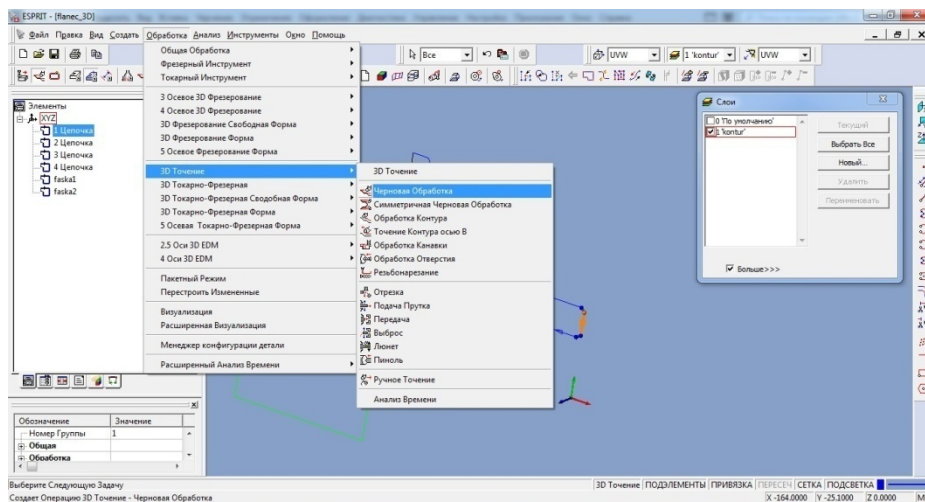 ESPRIT - [flanec_3D]
Файл Правка Вид Создать Обработка Анализ Инструменты Окно Помощь
Все
UVW
1 'kontur'
UVW
Элементы
XYZ
1 Цепочка
2 Цепочка
3 Цепочка
4 Цепочка
faska1
faska2
Общая Обработка
Фрезерный Инструмент
Токарный Инструмент
3 Осевое 3D Фрезерование
4 Осевое 3D Фрезерование
3D Фрезерование Свободная Форма
3D Фрезерование Форма
5 Осевое Фрезерование Форма
3D Точение
3D Токарно-Фрезерная
3D Токарно-Фрезерная Сводобная Форма
3D Токарно-Фрезерная Форма
5 Осевая Токарно-Фрезерная Форма
2.5 Оси 3D EDM
4 Оси 3D EDM
Пакетный Режим
Перестроить Измененные
Визуализация
Расширенная Визуализация
Менеджер конфигурации детали
Расширенный Анализ Времени
3D Точение
Черновая Обработка
Симметричная Черновая Обработка
Обработка Контура
Точение Контура осью B
Обработка Канавки
Обработка Отверстия
Резьбонарезание
Отрезка
Подача Прутка
Передача
Выброс
Люнет
Пиноль
Ручное Точение
Анализ Времени
Слои
0 'По умолчанию'
1 'kontur'
Текущий
Выбрать Все
Новый...
Удалить
Переименовать
Больше>>>
Обозначение Значение
Номер Группы 1
Общая
Обработка
Выберите Следующую Задачу
3D Точение ПОДЭЛЕМЕНТЫ ПРИВЯЗКА ПЕРЕСЕЧ СЕТКА ПОДСВЕТКА
Создает Операцию 3D Точение - Черновая Обработка
X -164.0000 Y -25.1000 Z 0.0000